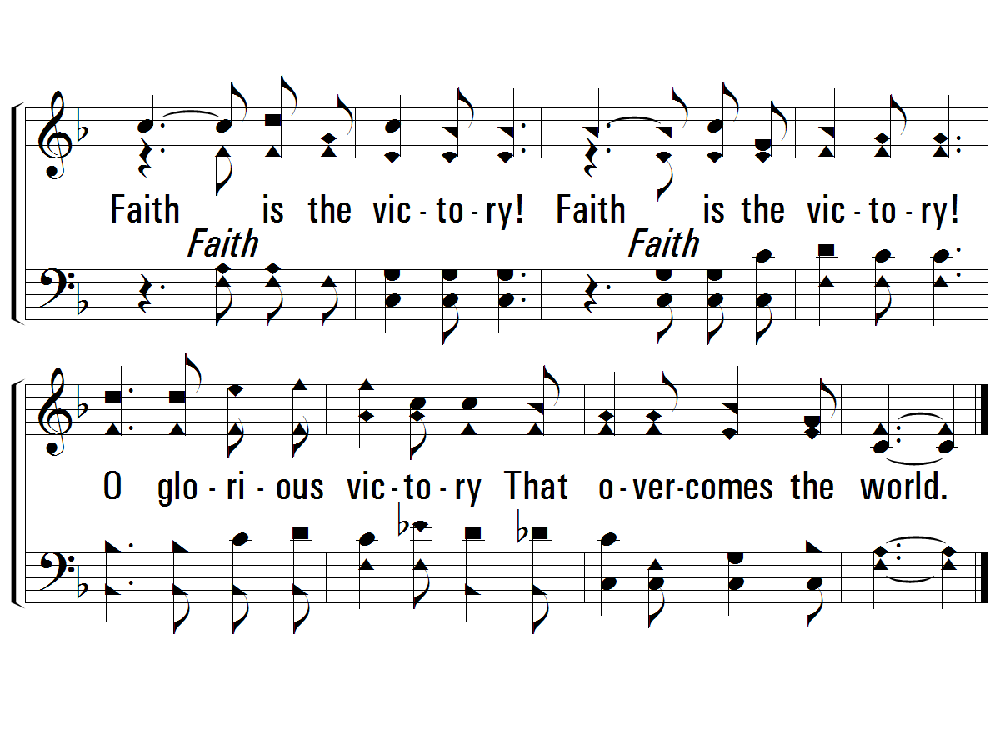 Faith is the vic - to - ry! Faith is the vic - to - ry!
Faith Faith
O glo - ri - ous vic - to - ry That o - ver - comes the world.